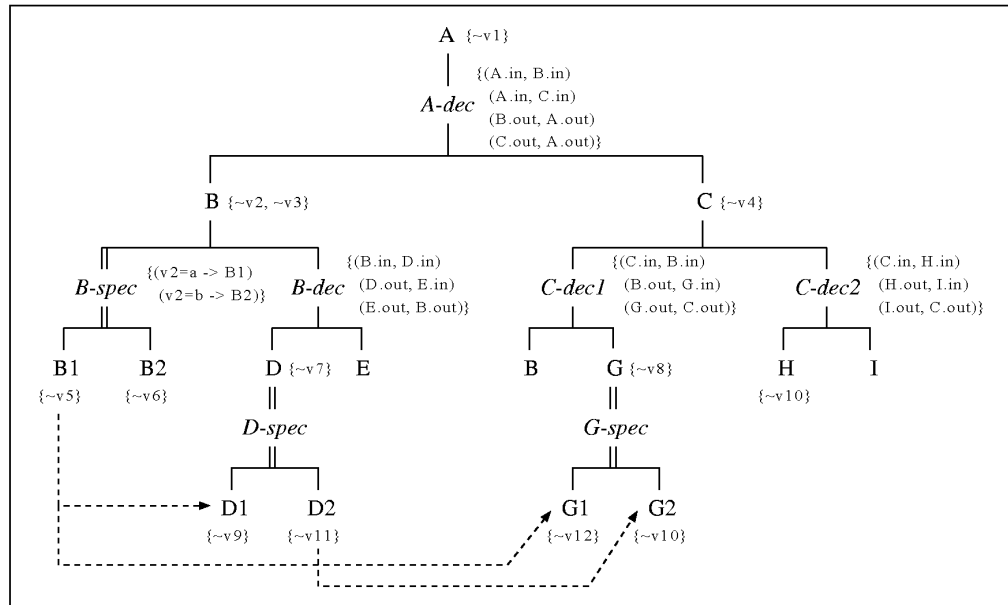 A {~v1}
{(A.in, B.in)
A-dec (A.in, C.in)
(B.out, A.out)
(C.out, A.out)}
B {~v2, ~v3}
C {~v4}
B-spec {(v2=a -> B1)
(v2=b -> B2)}
B-dec {(B.in, D.in)
(D.out, E.in)
(E.out, B.out)}
C-dec1 {(C.in, B.in)
(B.out, G.in)
(G.out, C.out)}
C-dec2 {(C.in, H.in)
(H.out, I.in)
(I.out, C.out)}
B1 B2 D {~v7} E B G {~v8} H I
{~v5} {~v6} {~v10}
D-spec G-spec
D1 D2 G1 G2
{~v9} {~v11} {~v12} {~v10}